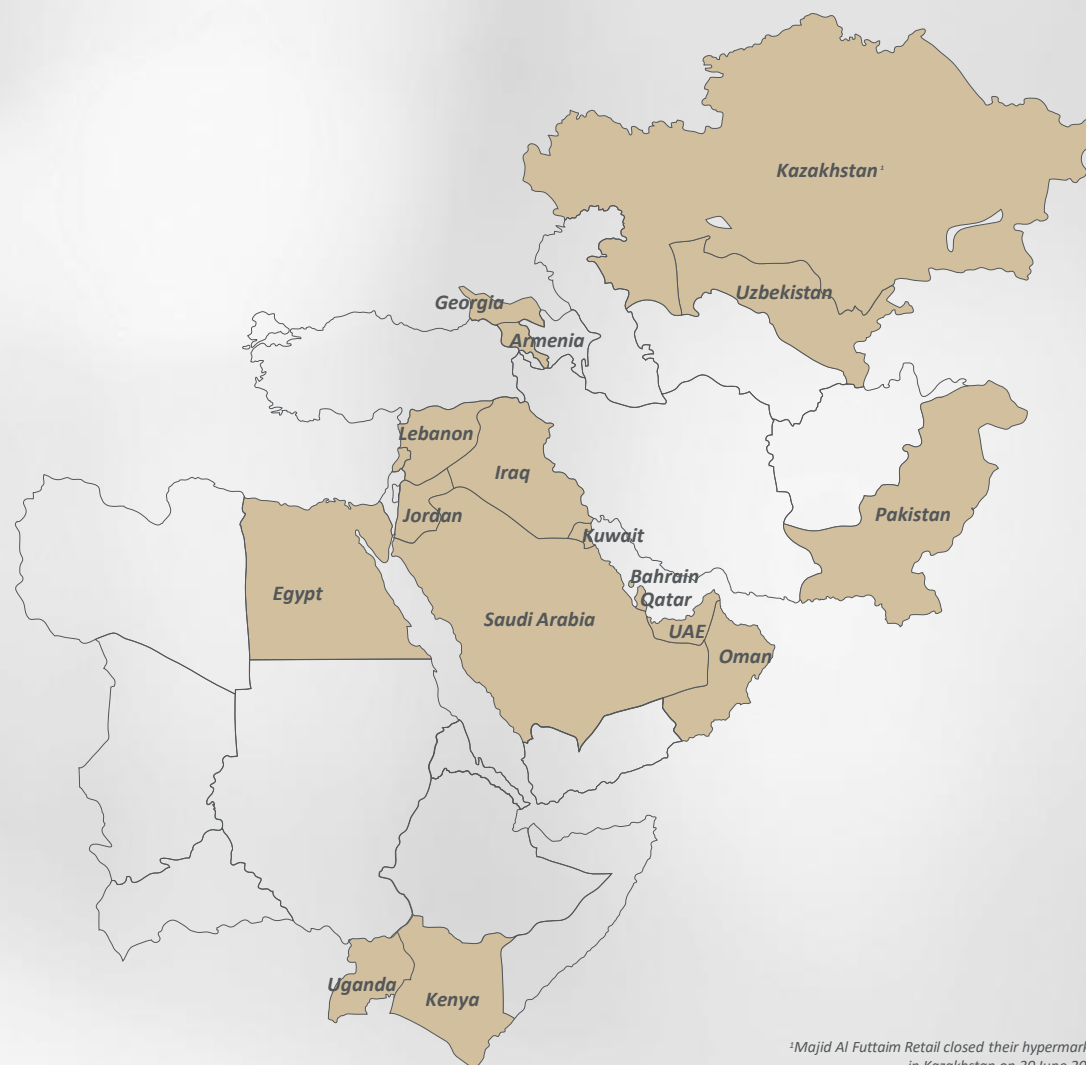 Kazakhstan¹
Uzbekistan
Georgia
Armenia
Lebanon
Iraq
Jordan
Pakistan
Kuwait
Bahrain
Qatar
Egypt
Saudi Arabia
UAE
Oman
Uganda
Kenya
¹Majid Al Futtaim Retail closed their hypermark
in Kazakhstan on 30 June 20